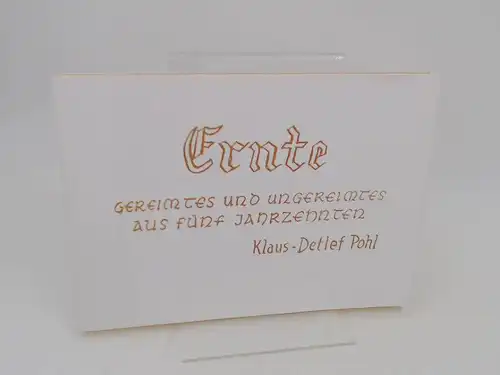 Ernte
GEREIMTES UND UNGEREIMTES
AUS FÜNF JAHRZEHNTEN
Klaus-Detlef Pohl